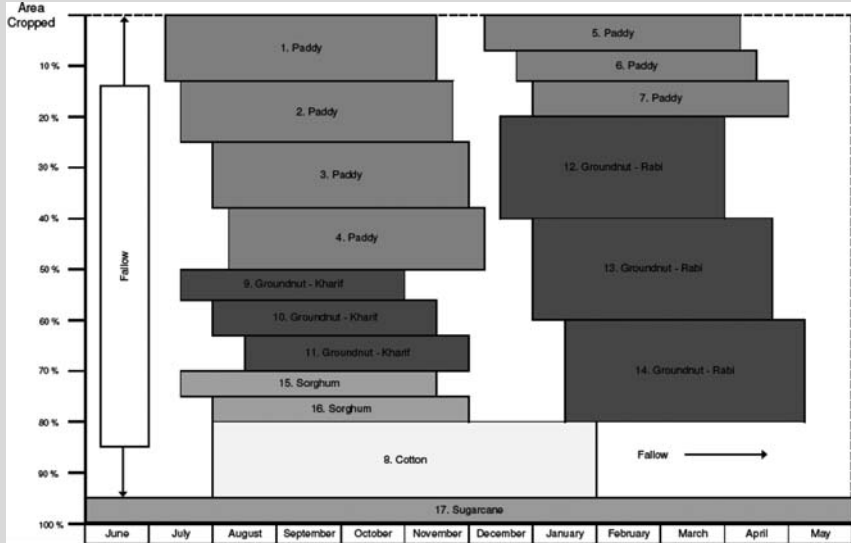 Area
Cropped
1. Paddy
5. Paddy
10 %
6. Paddy
2. Paddy
7. Paddy
20 %
30 %
3. Paddy
12. Groundnut - Rabi
40 %
4. Paddy
Fallow
50 %
9. Groundnut - Kharif
13. Groundnut - Rabi
60 %
10. Groundnut - Kharif
11. Groundnut - Kharif
70 %
15. Sorghum
14. Groundnut - Rabi
16. Sorghum
80 %
8. Cotton
Fallow
90 %
17. Sugarcane
100 %
June July August September October November December January February March April May